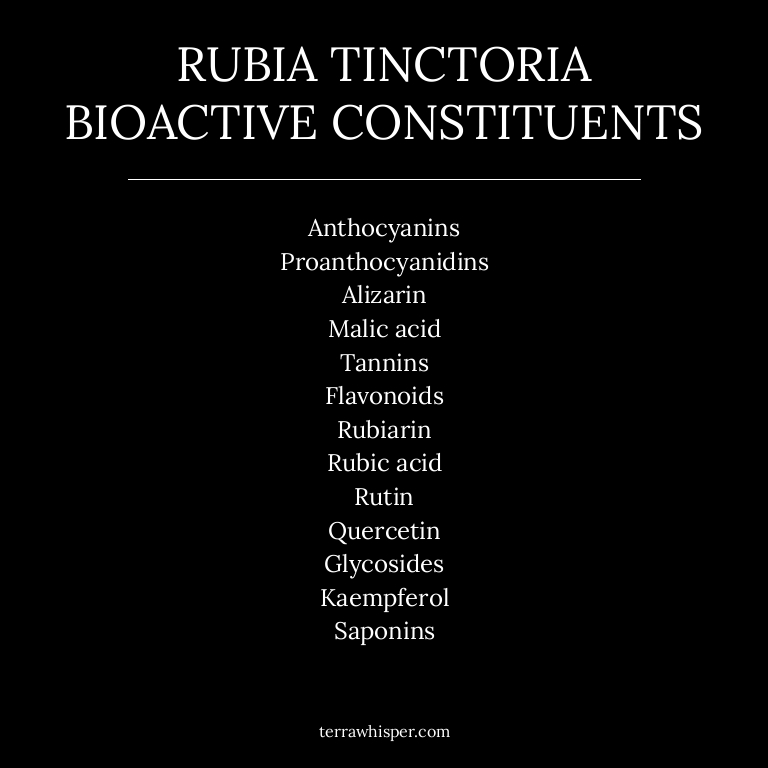 RUBIA TINCTORIA
BIOACTIVE CONSTITUENTS
Anthocyanins
Proanthocyanidins
Alizarin
Malic acid
Tannins
Flavonoids
Rubiarin
Rubic acid
Rutin
Quercetin
Glycosides
Kaempferol
Saponins
terrawhisper.com